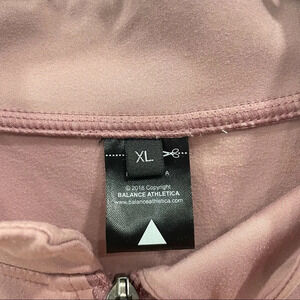 XL
A
© 2018 Copyright
BALANCE ATHLETICA
www.balanceathletica.com